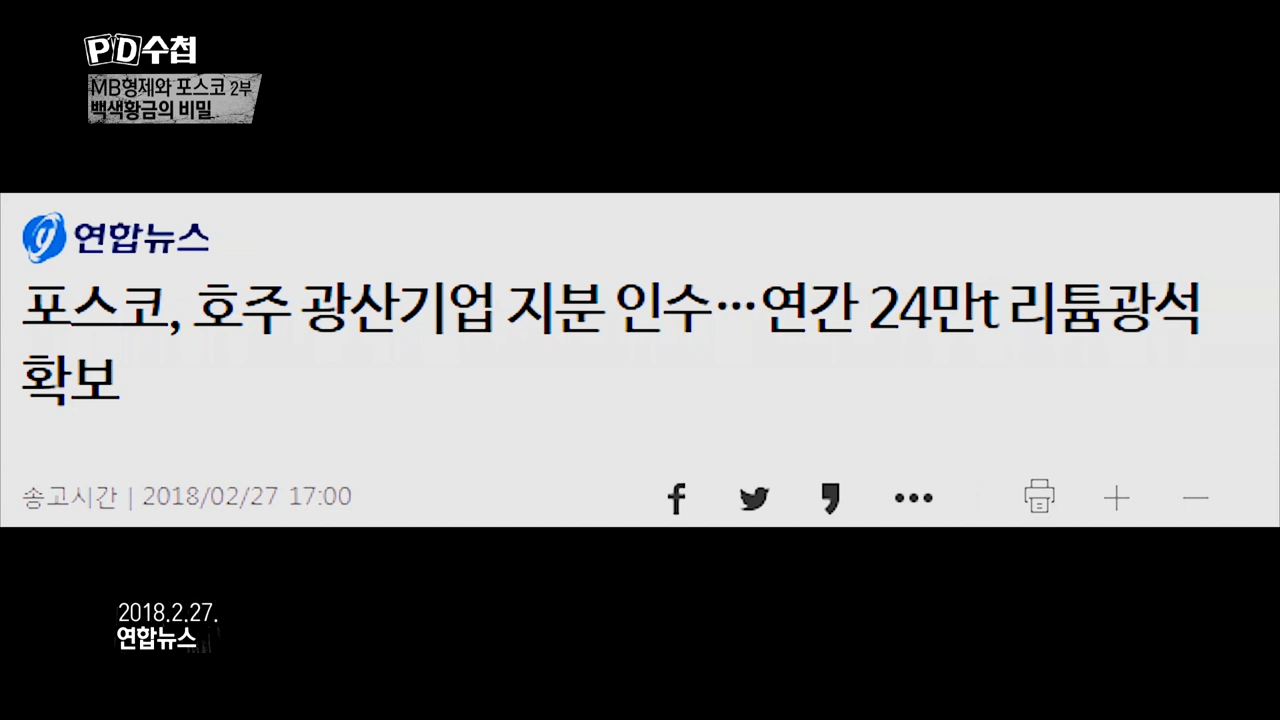 PD수첩
MB형제와 포스코 2부
백색황금의 비밀
연합뉴스
포스코, 호주 광산기업 지분 인수…연간 24만t 리튬광석
확보
송고시간 | 2018/02/27 17:00
2018.2.27.
연합뉴스